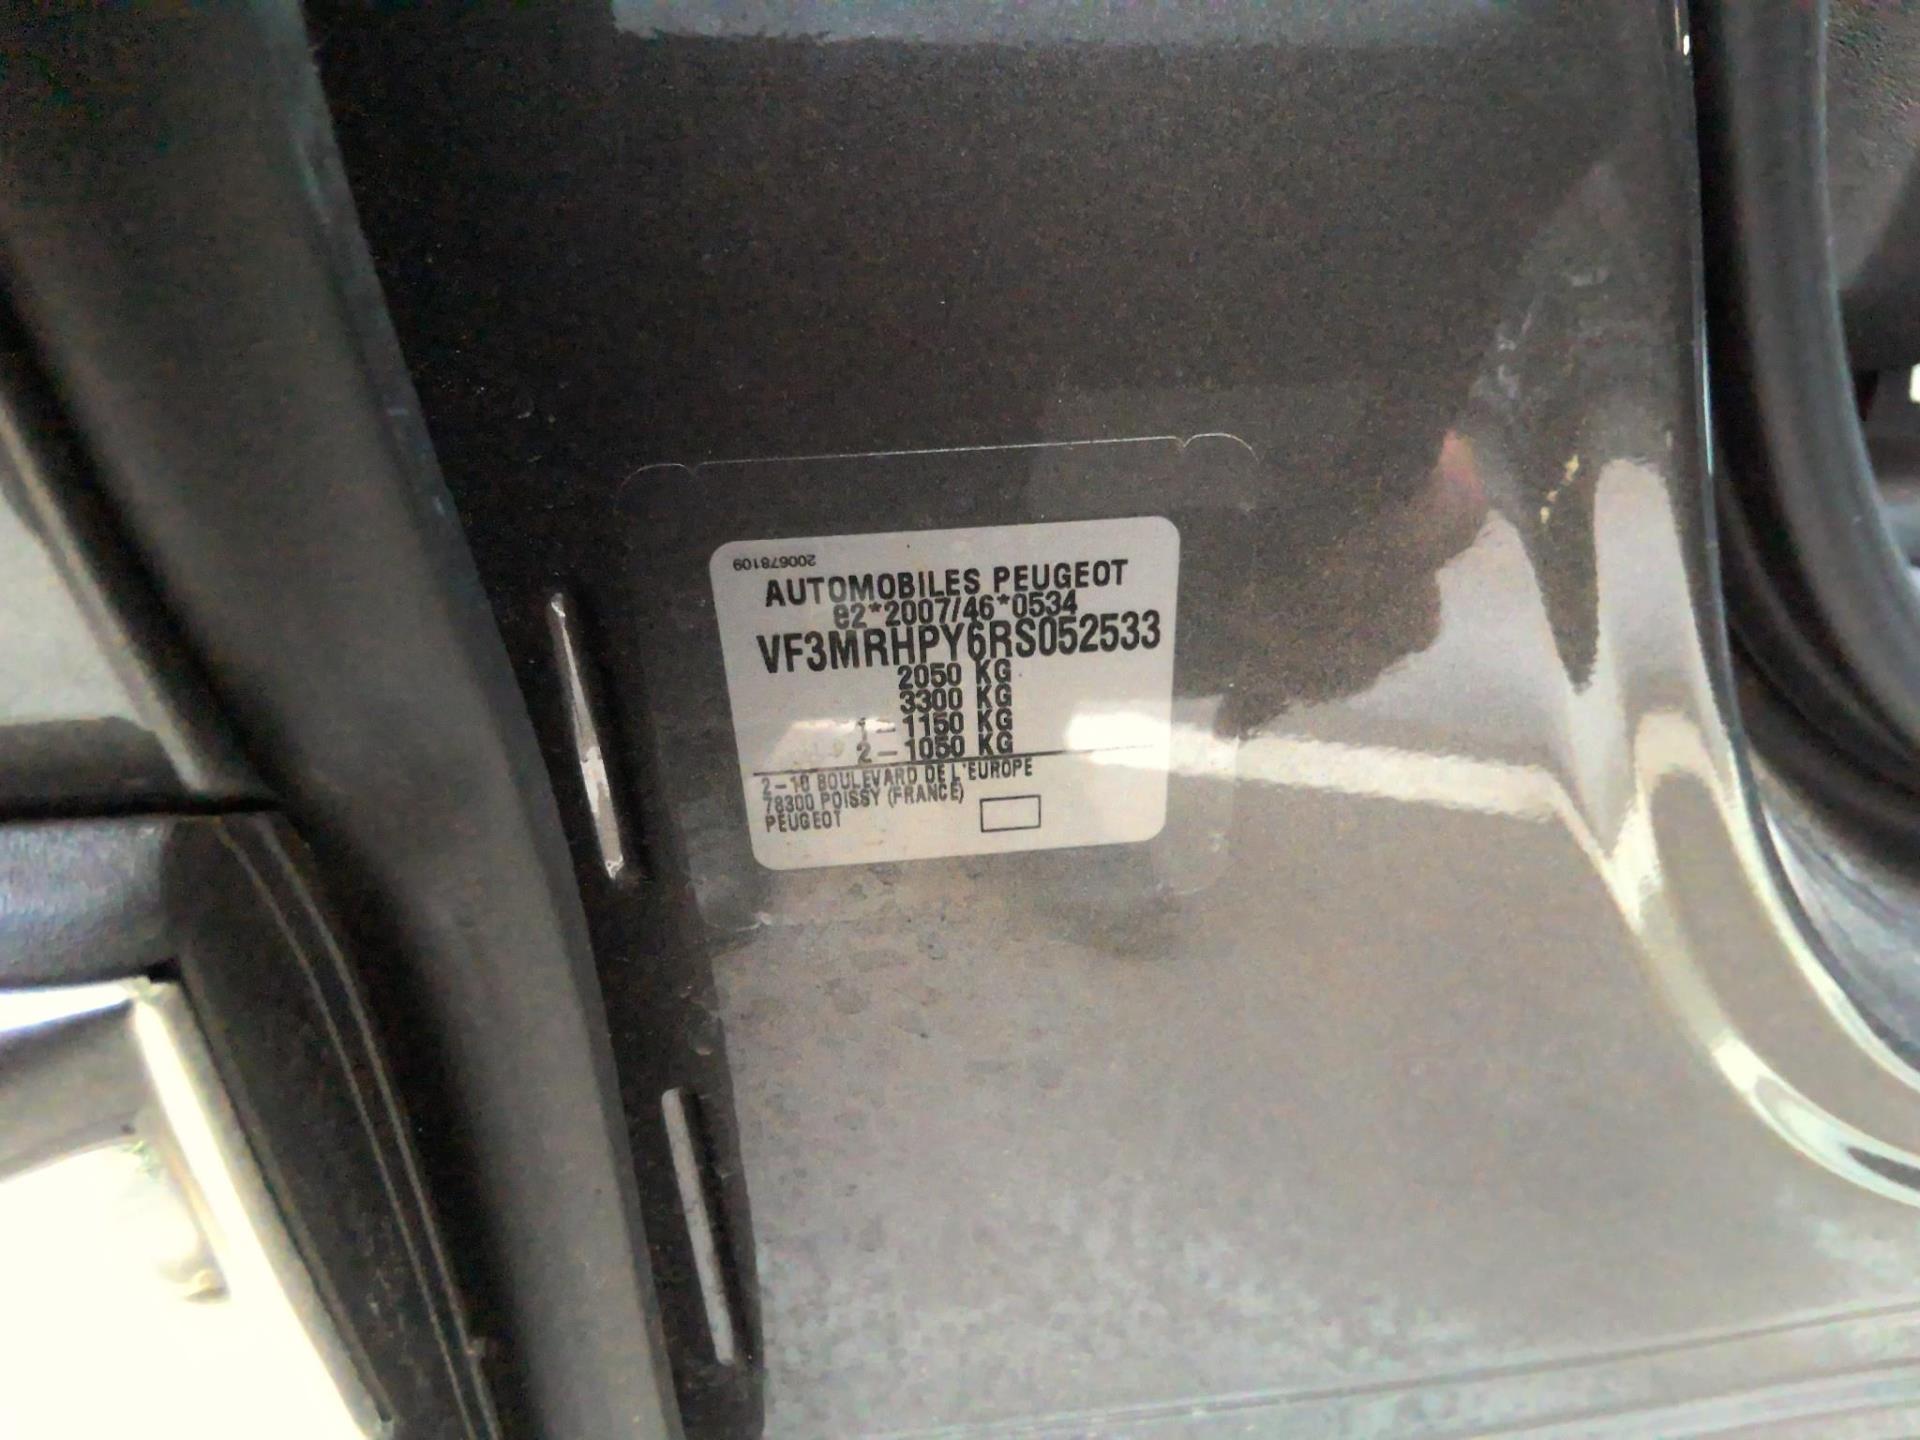 200678109
AUTOMOBILES PEUGEOT
e2*2007/46*0534
VF3MRHPY6RS052533
2050 KG
3300 KG
1-1150 KG
2-1050 KG
2-10 BOULEVARD DE L'EUROPE
78300 POISSY (FRANCE)
PEUGEOT